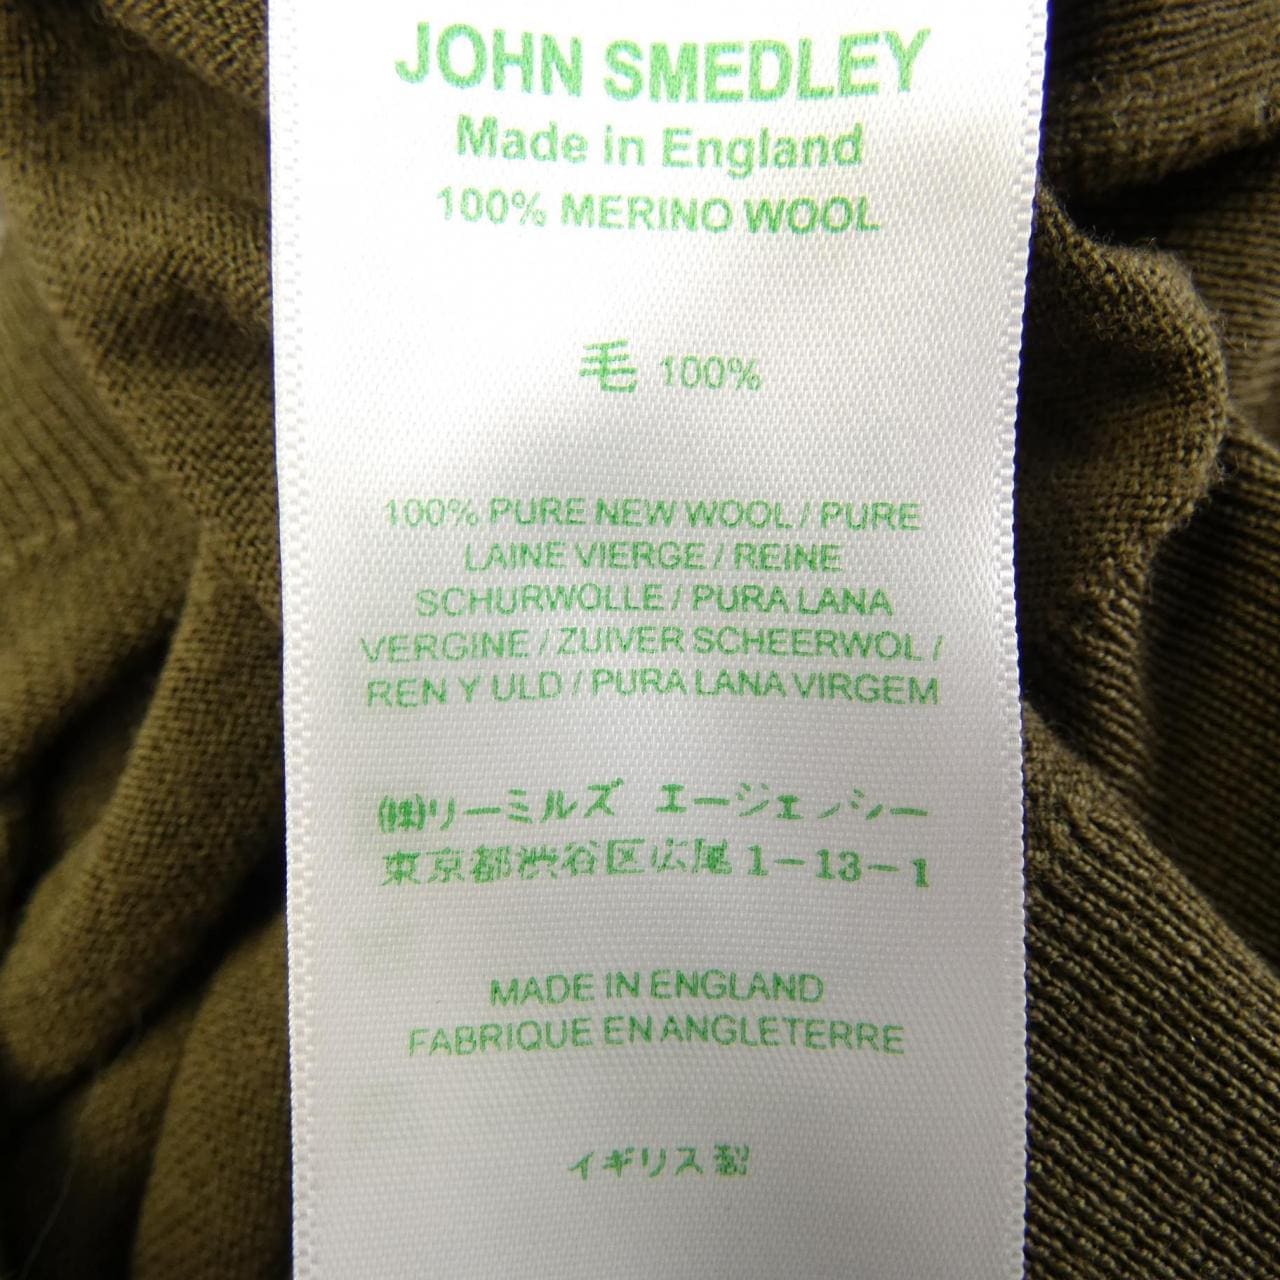 JOHN SMEDLEY
Made in England
100% MERINO WOOL
毛 100%
100% PURE NEW WOOL / PURE
LAINE VIERGE / REINE
SCHURWOLLE / PURA LANA
VERGINE / ZUIVER SCHEERWOL /
REN Y ULD / PURA LANA VIRGEM
㈱リーミルズ エージェンシー
東京都渋谷区広尾1-13-1
MADE IN ENGLAND
FABRIQUE EN ANGLETERRE
イギリス製